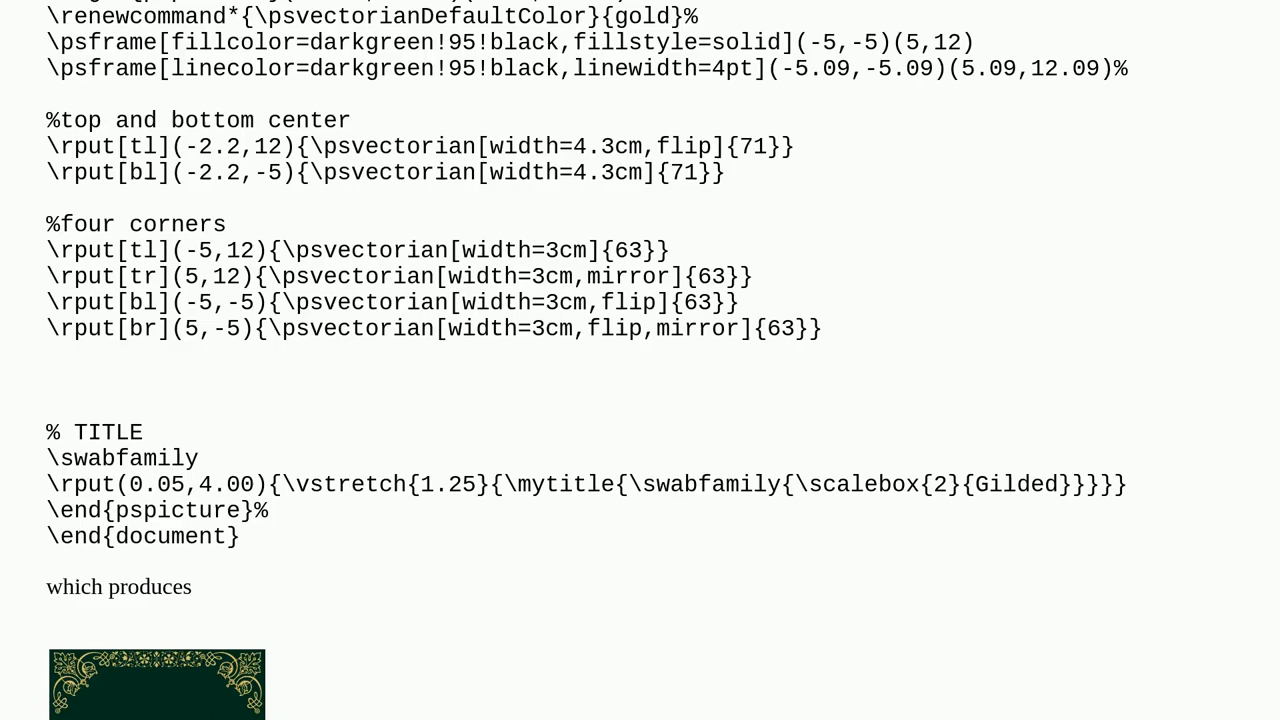 \renewcommand*{\psvectorianDefaultColor}{gold}%
\psframe[fillcolor=darkgreen!95!black,fillstyle=solid](-5,-5)(5,12)
\psframe[linecolor=darkgreen!95!black,linewidth=4pt](-5.09,-5.09)(5.09,12.09)%
%top and bottom center
\rput[tl](-2.2,12){\psvectorian[width=4.3cm,flip]{71}}
\rput[bl](-2.2,-5){\psvectorian[width=4.3cm]{71}}
%four corners
\rput[tl](-5,12){\psvectorian[width=3cm]{63}}
\rput[tr](5,12){\psvectorian[width=3cm,mirror]{63}}
\rput[bl](-5,-5){\psvectorian[width=3cm,flip]{63}}
\rput[br](5,-5){\psvectorian[width=3cm,flip,mirror]{63}}
% TITLE
\swabfamily
\rput(0.05,4.00){\vstretch{1.25}{\mytitle{\swabfamily{\scalebox{2}{Gilded}}}}}
\end{pspicture}%
\end{document}
which produces